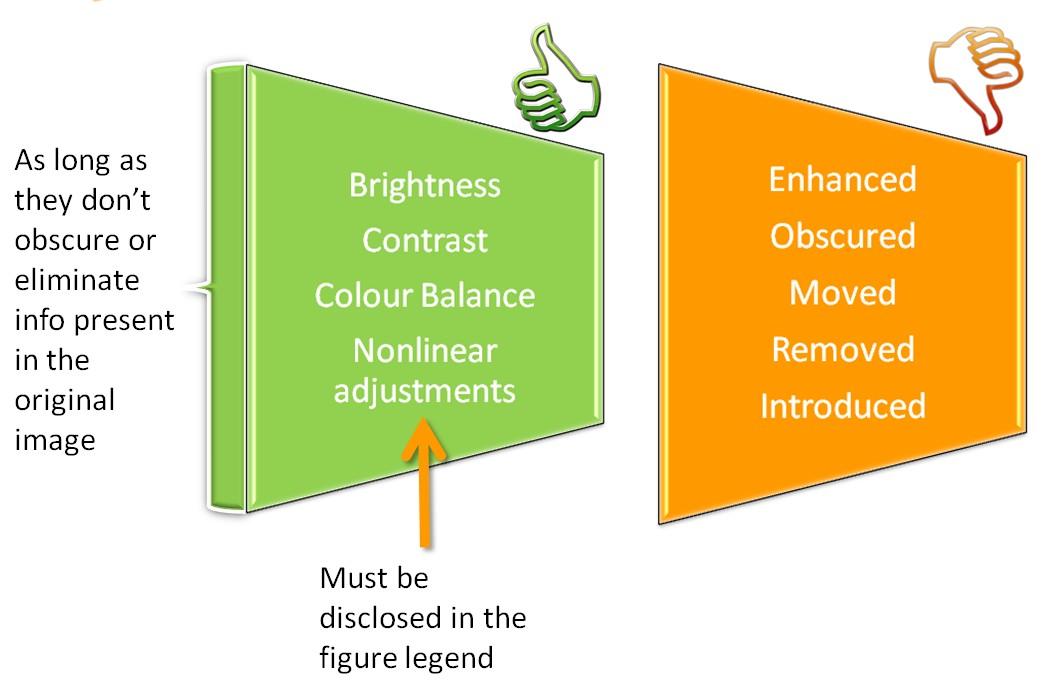 As long as
they don’t
obscure or
eliminate
info present
in the
original
image
Brightness
Contrast
Colour Balance
Nonlinear
adjustments
Must be
disclosed in the
figure legend
Enhanced
Obscured
Moved
Removed
Introduced